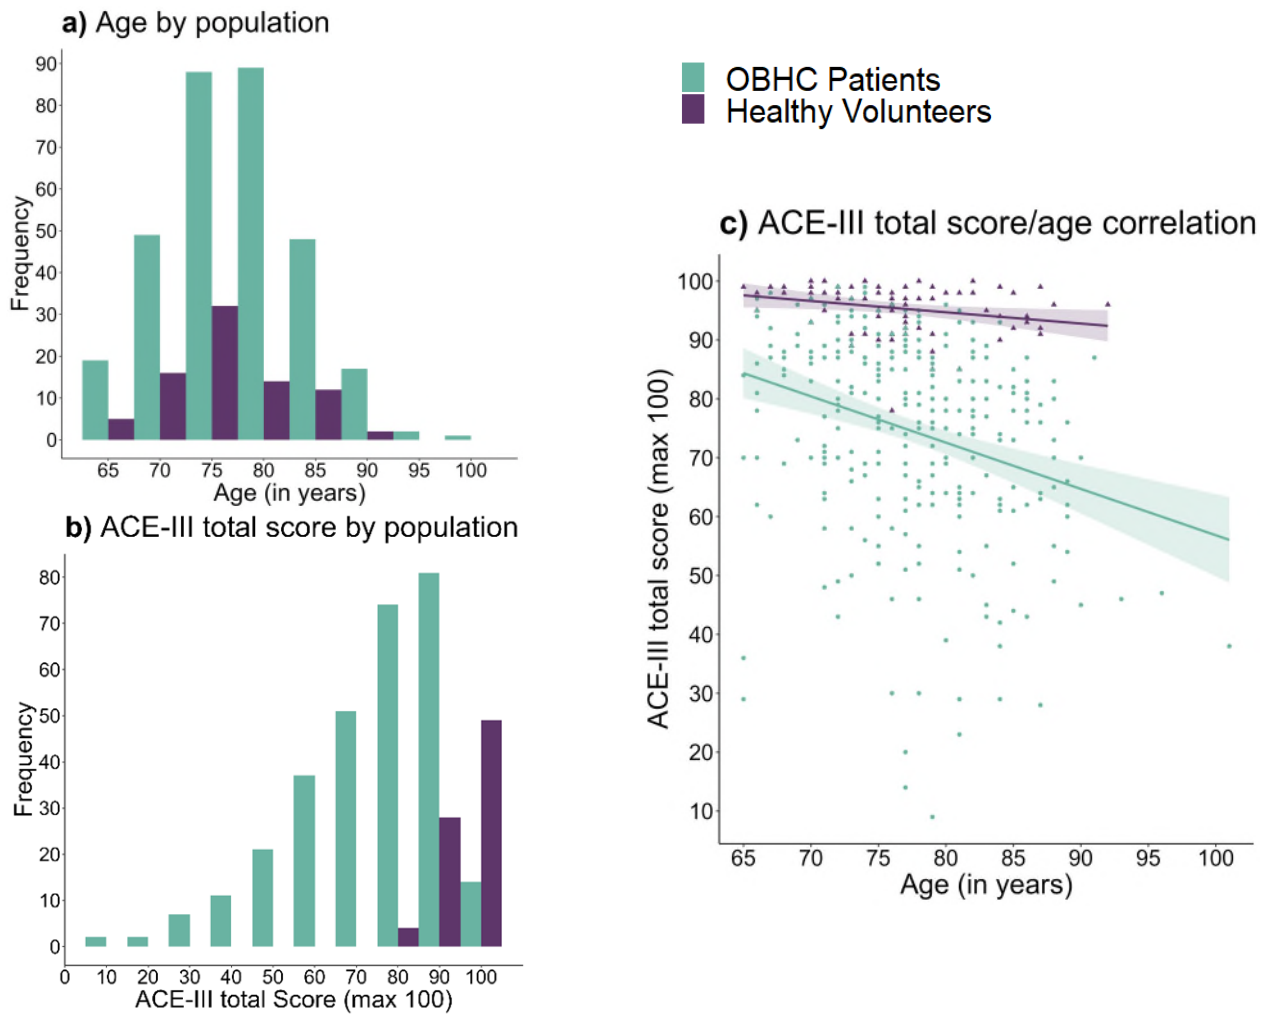 a) Age by population
90
80
70
60
50
40
30
20
10
0
Frequency
65 70 75 80 85 90 95 100
Age (in years)
b) ACE-III total score by population
80
70
60
50
40
30
20
10
0
Frequency
0 10 20 30 40 50 60 70 80 90 100
ACE-III total Score (max 100)
OBHC Patients
Healthy Volunteers
c) ACE-III total score/age correlation
100
90
80
70
60
50
40
30
20
10
ACE-III total score (max 100)
65 70 75 80 85 90 95 100
Age (in years)